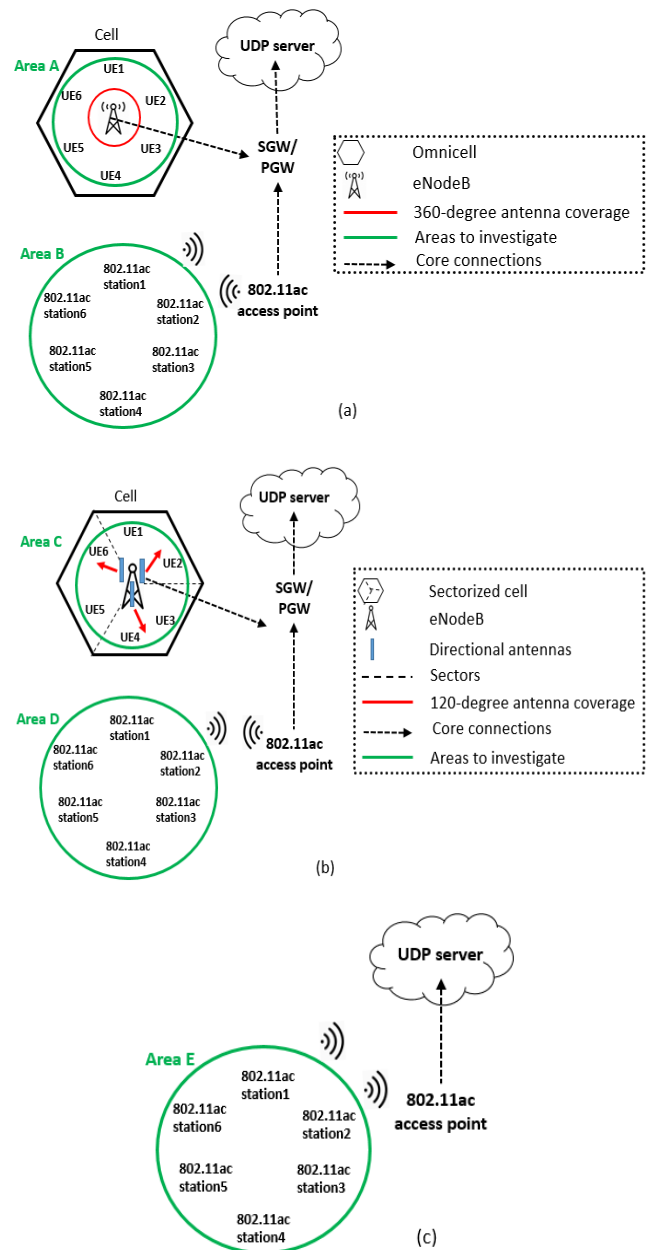 Cell
UDP server
Area A
UE1
UE6
UE2
UE5
UE3
UE4
SGW/
PGW
Omnicell
eNodeB
360-degree antenna coverage
Areas to investigate
Core connections
Area B
802.11ac
station1
802.11ac
station6
802.11ac
station2
802.11ac
station5
802.11ac
station3
802.11ac
station4
802.11ac
access point
(a)
Cell
UDP server
Area C
UE1
UE6
UE2
UE5
UE3
UE4
SGW/
PGW
Sectorized cell
eNodeB
Directional antennas
Sectors
120-degree antenna coverage
Core connections
Areas to investigate
Area D
802.11ac
station1
802.11ac
station6
802.11ac
station2
802.11ac
station5
802.11ac
station3
802.11ac
station4
802.11ac
access point
(b)
UDP server
Area E
802.11ac
station1
802.11ac
station6
802.11ac
station2
802.11ac
station5
802.11ac
station3
802.11ac
station4
802.11ac
access point
(c)